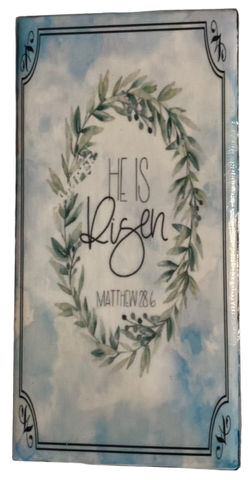 HE IS
Risen
MATTHEW 28:6